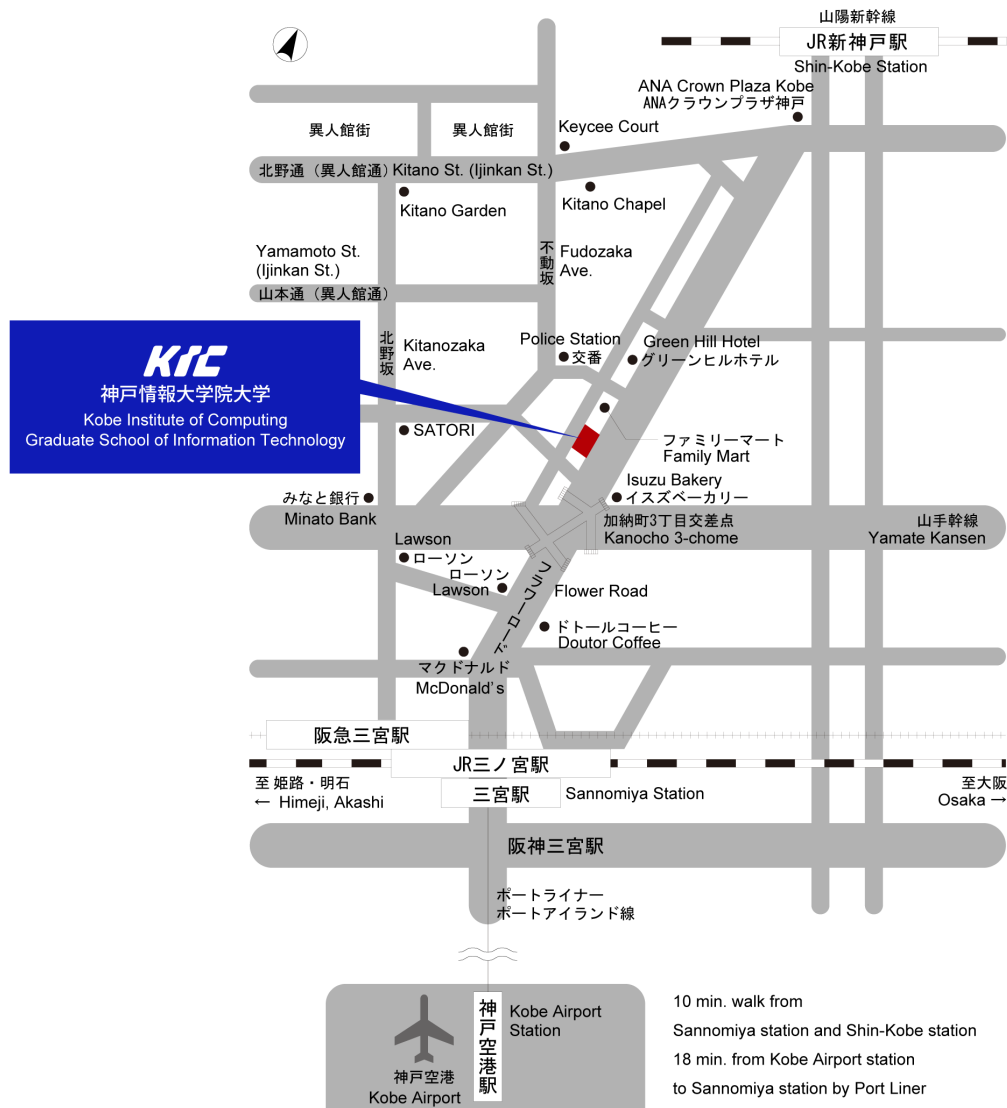 山陽新幹線
JR新神戸駅
Shin-Kobe Station
ANA Crown Plaza Kobe
ANAクラウンプラザ神戸
異人館街
異人館街
Keycee Court
北野通（異人館通）Kitano St. (Ijinkan St.)
Kitano Garden
Kitano Chapel
Yamamoto St.
(Ijinkan St.)
山本通（異人館通）
不動坂
Fudozaka
Ave.
北野坂
Kitanozaka
Ave.
Police Station
交番
Green Hill Hotel
グリーンヒルホテル
KIC
神戸情報大学院大学
Kobe Institute of Computing
Graduate School of Information Technology
SATORI
ファミリーマート
Family Mart
Isuzu Bakery
イスズベーカリー
みなと銀行
Minato Bank
加納町3丁目交差点
Kanocho 3-chome
山手幹線
Yamate Kansen
Lawson
ローソン
ローソン
Lawson
フラワーロード
Flower Road
ドトールコーヒー
Doutor Coffee
マクドナルド
McDonald's
阪急三宮駅
JR三ノ宮駅
三宮駅
Sannomiya Station
至 姫路・明石
← Himeji, Akashi
至大阪
Osaka →
阪神三宮駅
ポートライナー
ポートアイランド線
神戸空港駅
Kobe Airport
Station
神戸空港
Kobe Airport
10 min. walk from
Sannomiya station and Shin-Kobe station
18 min. from Kobe Airport station
to Sannomiya station by Port Liner